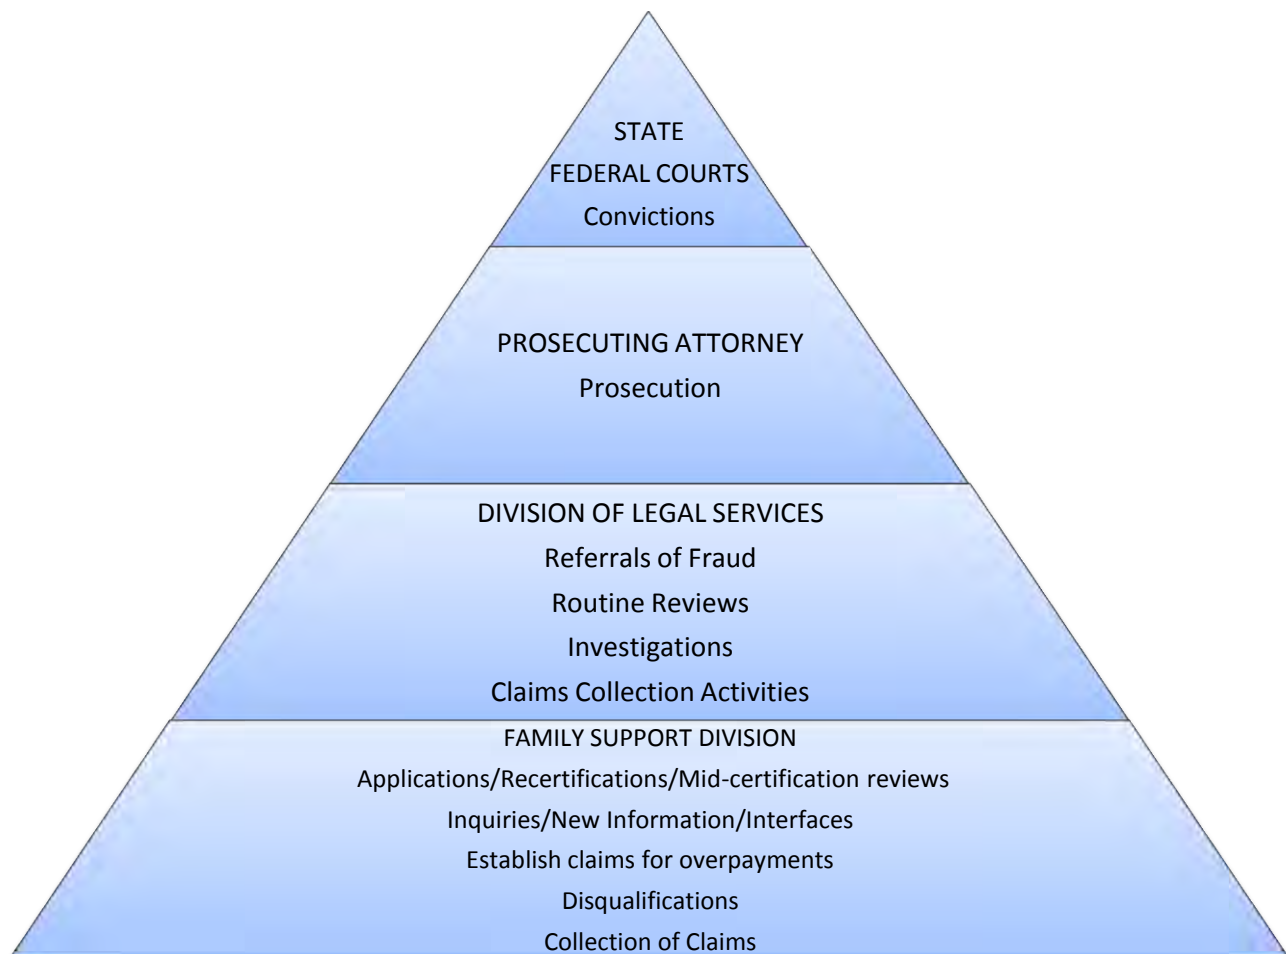 STATE
FEDERAL COURTS
Convictions
PROSECUTING ATTORNEY
Prosecution
DIVISION OF LEGAL SERVICES
Referrals of Fraud
Routine Reviews
Investigations
Claims Collection Activities
FAMILY SUPPORT DIVISION
Applications/Recertifications/Mid-certification reviews
Inquiries/New Information/Interfaces
Establish claims for overpayments
Disqualifications
Collection of Claims